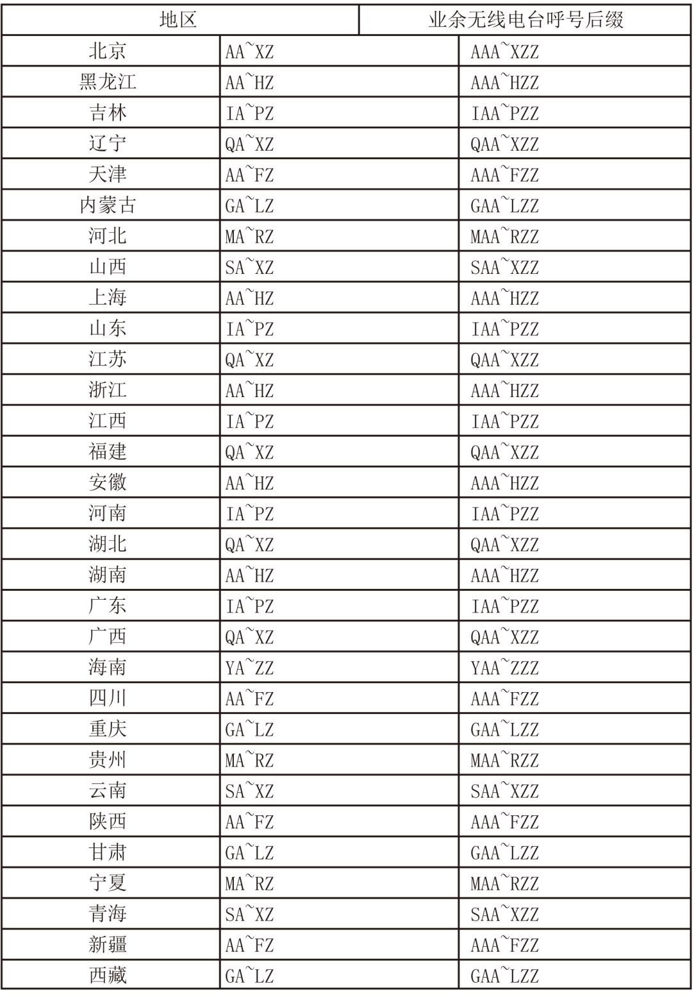 地区 业余无线电台呼号后缀
北京 AA~XZ AAA~XZZ
黑龙江 AA~HZ AAA~HZZ
吉林 IA~PZ IAA~PZZ
辽宁 QA~XZ QAA~XZZ
天津 AA~FZ AAA~FZZ
内蒙古 GA~LZ GAA~LZZ
河北 MA~RZ MAA~RZZ
山西 SA~XZ SAA~XZZ
上海 AA~HZ AAA~HZZ
山东 IA~PZ IAA~PZZ
江苏 QA~XZ QAA~XZZ
浙江 AA~HZ AAA~HZZ
江西 IA~PZ IAA~PZZ
福建 QA~XZ QAA~XZZ
安徽 AA~HZ AAA~HZZ
河南 IA~PZ IAA~PZZ
湖北 QA~XZ QAA~XZZ
湖南 AA~HZ AAA~HZZ
广东 IA~PZ IAA~PZZ
广西 QA~XZ QAA~XZZ
海南 YA~ZZ YAA~ZZZ
四川 AA~FZ AAA~FZZ
重庆 GA~LZ GAA~LZZ
贵州 MA~RZ MAA~RZZ
云南 SA~XZ SAA~XZZ
陕西 AA~FZ AAA~FZZ
甘肃 GA~LZ GAA~LZZ
宁夏 MA~RZ MAA~RZZ
青海 SA~XZ SAA~XZZ
新疆 AA~FZ AAA~FZZ
西藏 GA~LZ GAA~LZZ